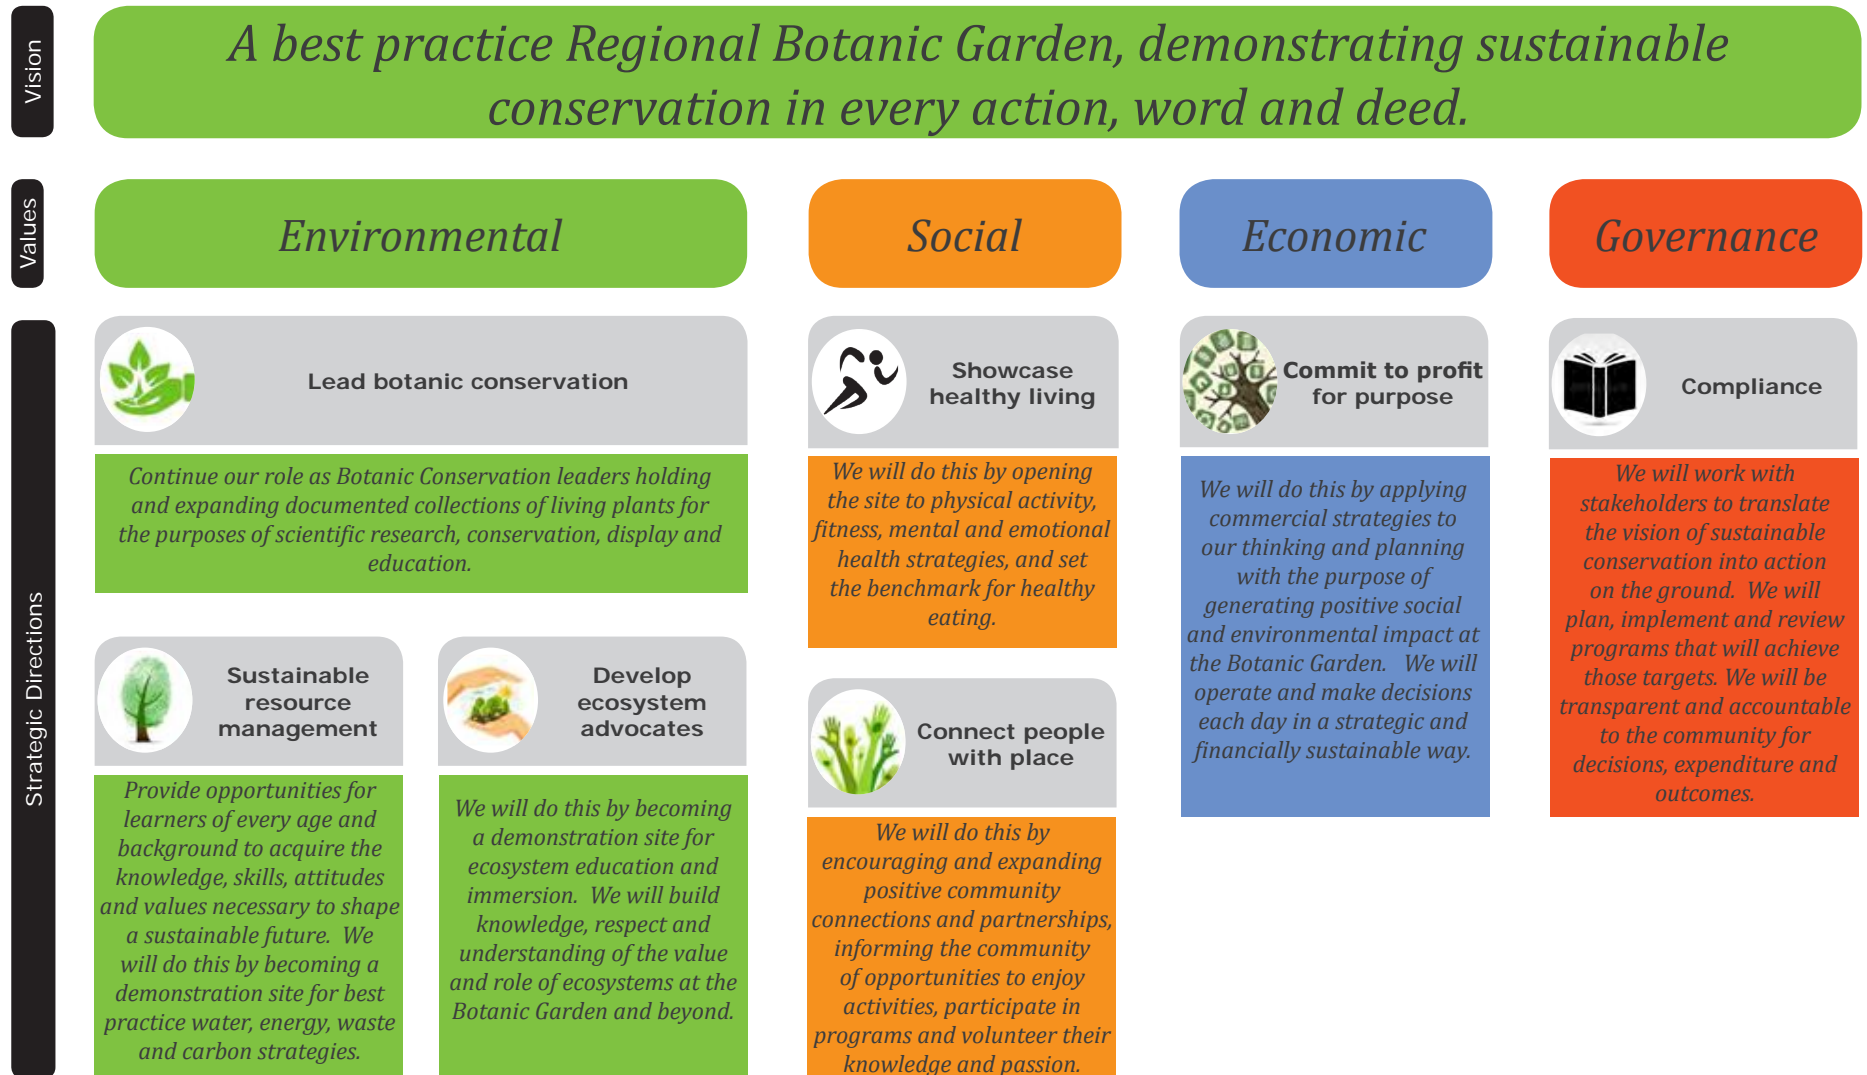 Vision
A best practice Regional Botanic Garden, demonstrating sustainable
conservation in every action, word and deed.
Values
Environmental
Social
Economic
Governance
Strategic Directions
Lead botanic conservation
Continue our role as Botanic Conservation leaders holding
and expanding documented collections of living plants for
the purposes of scientific research, conservation, display and
education.
Sustainable
resource
management
Provide opportunities for
learners of every age and
background to acquire the
knowledge, skills, attitudes
and values necessary to shape
a sustainable future.  We
will do this by becoming a
demonstration site for best
practice water, energy, waste
and carbon strategies.
Develop
ecosystem
advocates
We will do this by becoming
a demonstration site for
ecosystem education and
immersion.  We will build
knowledge, respect and
understanding of the value
and role of ecosystems at the
Botanic Garden and beyond.
Showcase
healthy living
We will do this by opening
the site to physical activity,
fitness, mental and emotional
health strategies, and set
the benchmark for healthy
eating.
Connect people
with place
We will do this by
encouraging and expanding
positive community
connections and partnerships,
informing the community
of opportunities to enjoy
activities, participate in
programs and volunteer their
knowledge and passion.
Commit to profit
for purpose
We will do this by applying
commercial strategies to
our thinking and planning
with the purpose of
generating positive social
and environmental impact at
the Botanic Garden.   We will
operate and make decisions
each day in a strategic and
financially sustainable way.
Compliance
We will work with
stakeholders to translate
the vision of sustainable
conservation into action
on the ground.  We will
plan, implement and review
programs that will achieve
those targets. We will be
transparent and accountable
to the community for
decisions, expenditure and
outcomes.